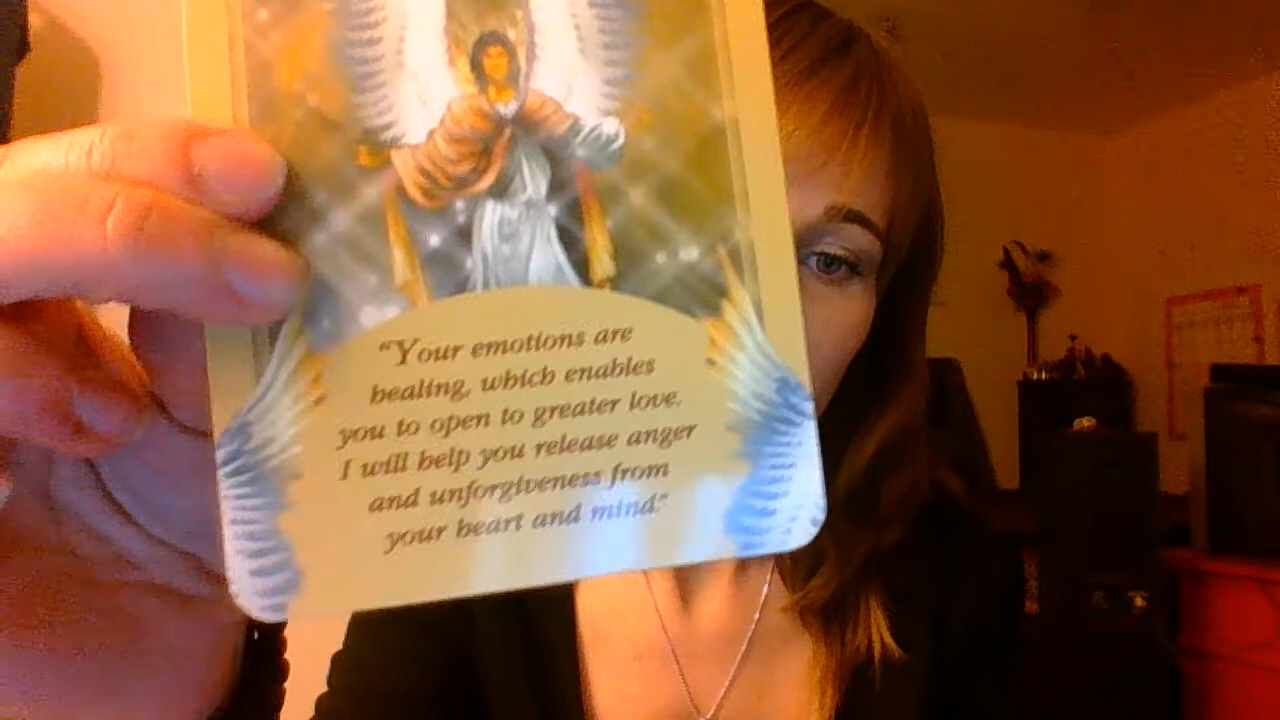 “Your emotions are
healing, which enables
you to open to greater love.
I will help you release anger
and unforgiveness from
your heart and mind.”